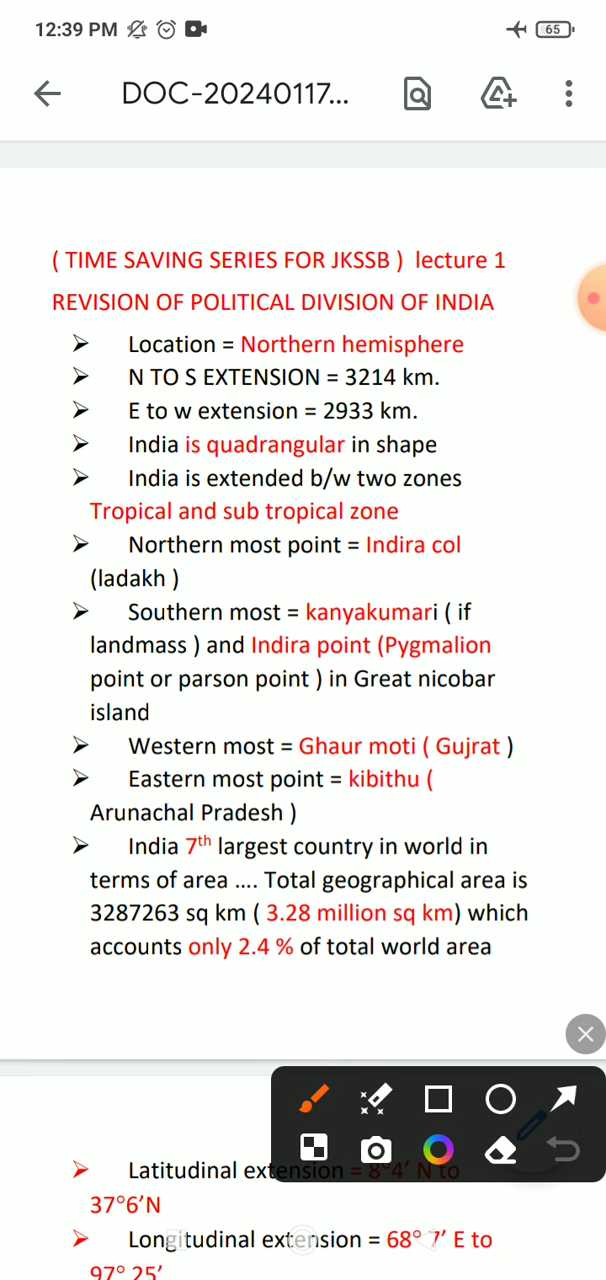 12:39 PM
65
DOC-20240117...
( TIME SAVING SERIES FOR JKSSB ) lecture 1
REVISION OF POLITICAL DIVISION OF INDIA
➢ Location = Northern hemisphere
➢ N TO S EXTENSION = 3214 km.
➢ E to w extension = 2933 km.
➢ India is quadrangular in shape
➢ India is extended b/w two zones
Tropical and sub tropical zone
➢ Northern most point = Indira col
(ladakh )
➢ Southern most = kanyakumari ( if
landmass ) and Indira point (Pygmalion
point or parson point ) in Great nicobar
island
➢ Western most = Ghaur moti ( Gujrat )
➢ Eastern most point = kibithu (
Arunachal Pradesh )
➢ India 7th largest country in world in
terms of area .... Total geographical area is
3287263 sq km ( 3.28 million sq km) which
accounts only 2.4 % of total world area
➢ Latitudinal extension = 8°4' N to
37°6'N
➢ Longitudinal extension = 68° 7' E to
97° 25'